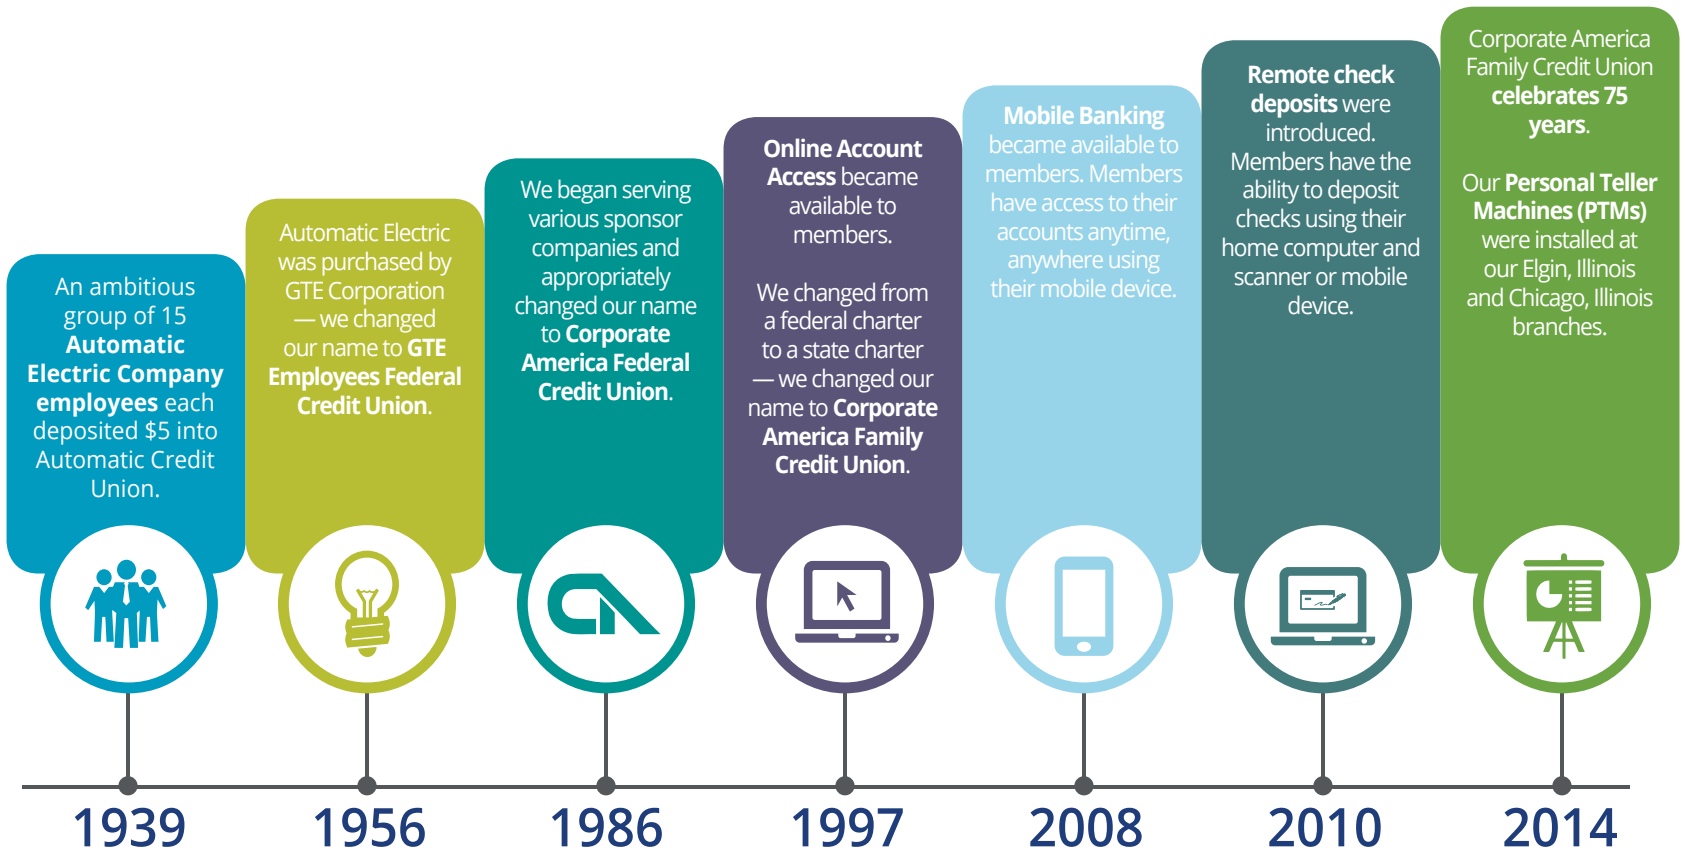 An ambitious
group of 15
Automatic
Electric Company
employees each
deposited $5 into
Automatic Credit
Union.
Automatic Electric
was purchased by
GTE Corporation
— we changed
our name to GTE
Employees Federal
Credit Union.
We began serving
various sponsor
companies and
appropriately
changed our name
to Corporate
America Federal
Credit Union.
Online Account
Access became
available to
members.
We changed from
a federal charter
to a state charter
— we changed our
name to Corporate
America Family
Credit Union.
Mobile Banking
became available to
members. Members
have access to their
accounts anytime,
anywhere using
their mobile device.
Remote check
deposits were
introduced.
Members have the
ability to deposit
checks using their
home computer and
scanner or mobile
device.
Corporate America
Family Credit Union
celebrates 75
years.
Our Personal Teller
Machines (PTMs)
were installed at
our Elgin, Illinois
and Chicago, Illinois
branches.
1939
1956
1986
1997
2008
2010
2014